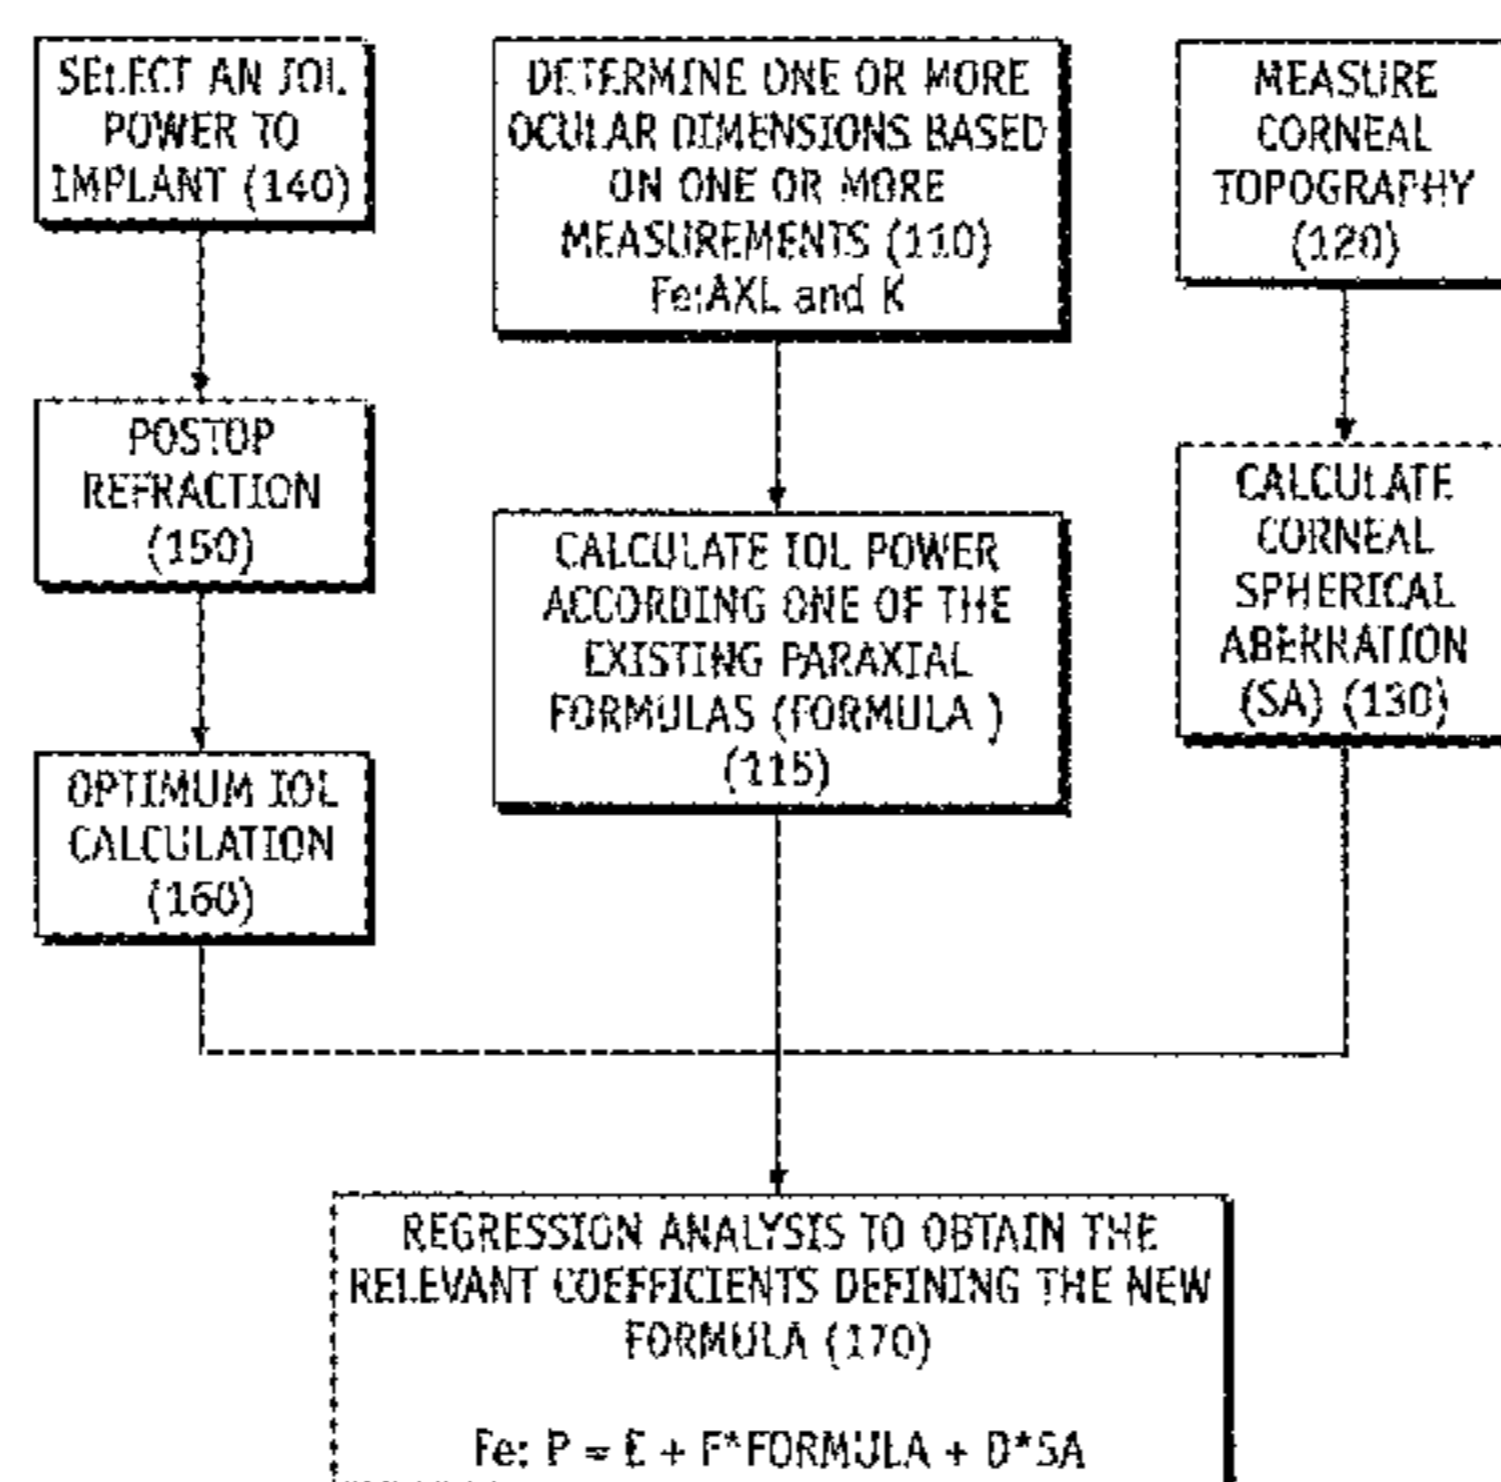 SELECT AN IOL
POWER TO
IMPLANT (140)
POSTOP
REFRACTION
(150)
OPTIMUM IOL
CALCULATION
(160)
DETERMINE ONE OR MORE
OCULAR DIMENSIONS BASED
ON ONE OR MORE
MEASUREMENTS (110)
Fe:AXL and K
CALCULATE IOL POWER
ACCORDING ONE OF THE
EXISTING PARAXIAL
FORMULAS (FORMULA )
(115)
MEASURE
CORNEAL
TOPOGRAPHY
(120)
CALCULATE
CORNEAL
SPHERICAL
ABERRATION
(SA) (130)
REGRESSION ANALYSIS TO OBTAIN THE
RELEVANT COEFFICIENTS DEFINING THE NEW
FORMULA (170)
Fe: P = E + F*FORMULA + D*SA